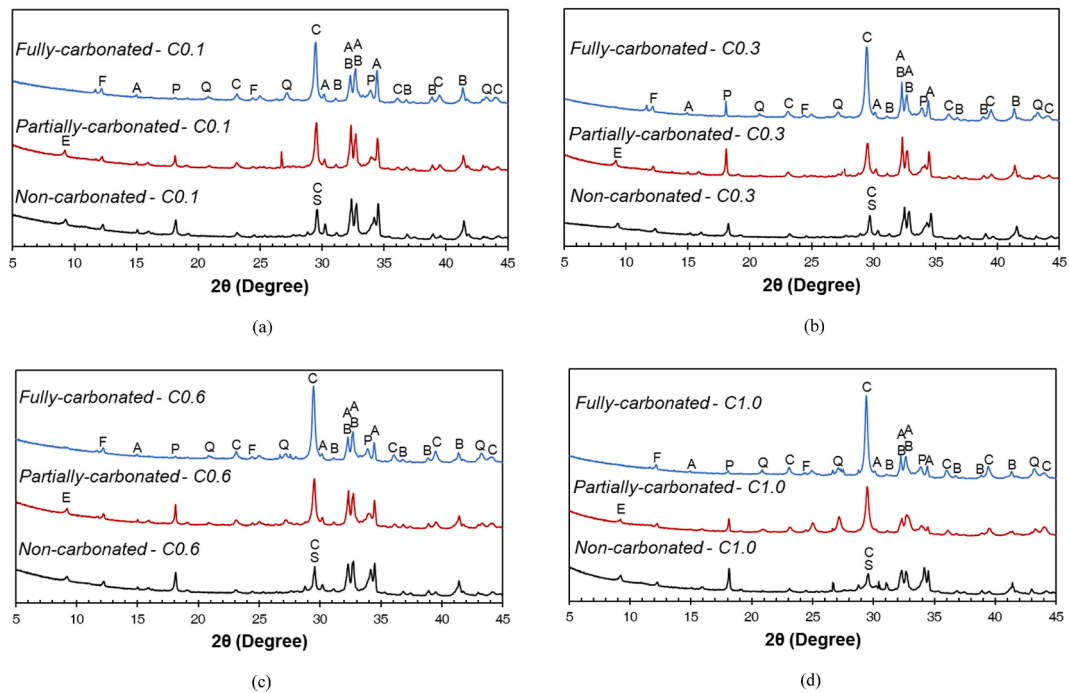 C
Fully-carbonated - C0.1
A A
B B A
F A P Q C F Q A B P C B B C Q C
Partially-carbonated - C0.1
E
Non-carbonated - C0.1
C
S
5 10 15 20 25 30 35 40 45
2θ (Degree)
(a)
C
Fully-carbonated - C0.3
A
B A
B
F A P Q C F Q A B P A C B B C B Q C
Partially-carbonated - C0.3
E
Non-carbonated - C0.3
C
S
5 10 15 20 25 30 35 40 45
2θ (Degree)
(b)
C
Fully-carbonated - C0.6
A
A B
B
F A P Q C F Q A B P A C B B C B Q C
Partially-carbonated - C0.6
E
Non-carbonated - C0.6
C
S
5 10 15 20 25 30 35 40 45
2θ (Degree)
(c)
C
Fully-carbonated - C1.0
A A
B B
F A P Q C F Q A B P A C B B C B Q C
Partially-carbonated - C1.0
E
Non-carbonated - C1.0
C
S
5 10 15 20 25 30 35 40 45
2θ (Degree)
(d)